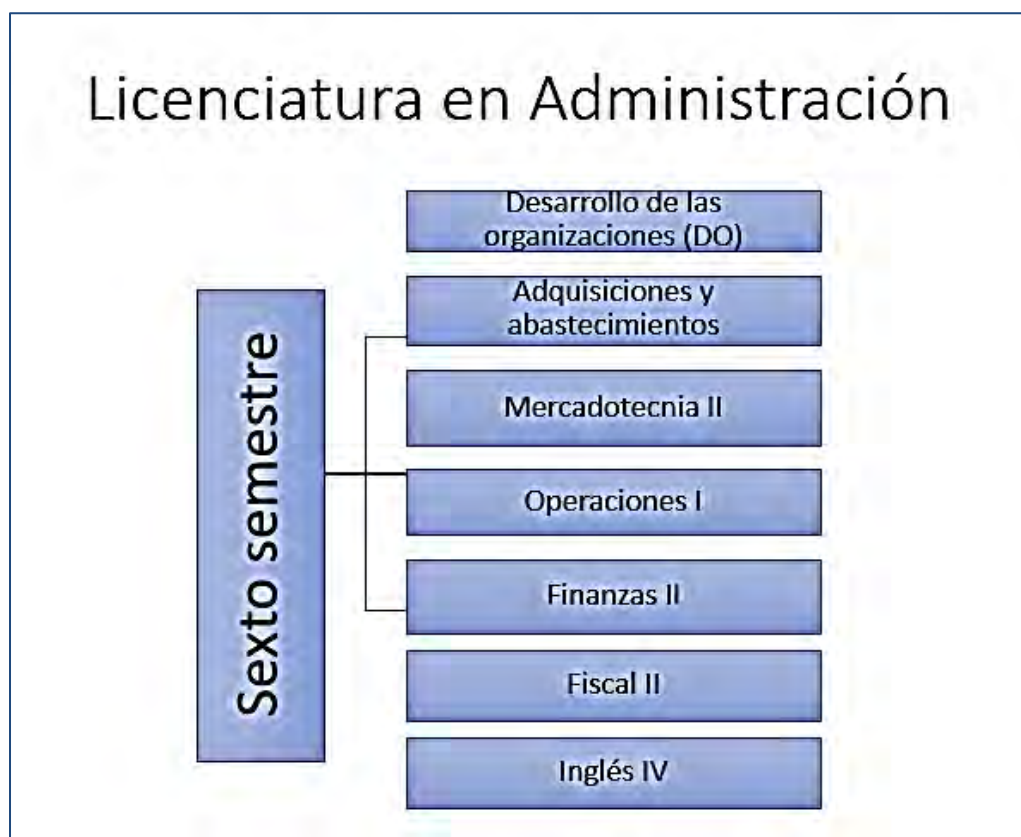 Licenciatura en Administración
Sexto semestre
Desarrollo de las
organizaciones (DO)
Adquisiciones y
abastecimientos
Mercadotecnia II
Operaciones I
Finanzas II
Fiscal II
Inglés IV